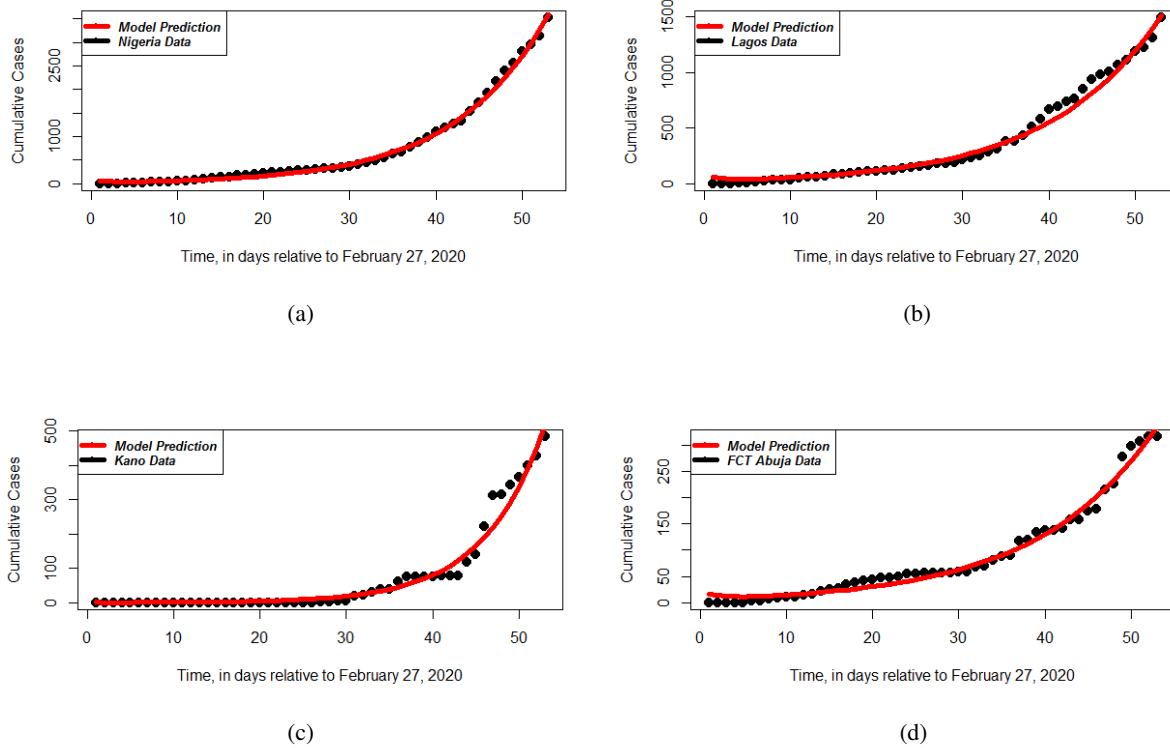 Model Prediction
Nigeria Data
Cumulative Cases
0 1000 2500
0 10 20 30 40 50
Time, in days relative to February 27, 2020
(a)
Model Prediction
Lagos Data
Cumulative Cases
0 500 1000 1500
0 10 20 30 40 50
Time, in days relative to February 27, 2020
(b)
Model Prediction
Kano Data
Cumulative Cases
0 100 300 500
0 10 20 30 40 50
Time, in days relative to February 27, 2020
(c)
Model Prediction
FCT Abuja Data
Cumulative Cases
0 50 150 250
0 10 20 30 40 50
Time, in days relative to February 27, 2020
(d)